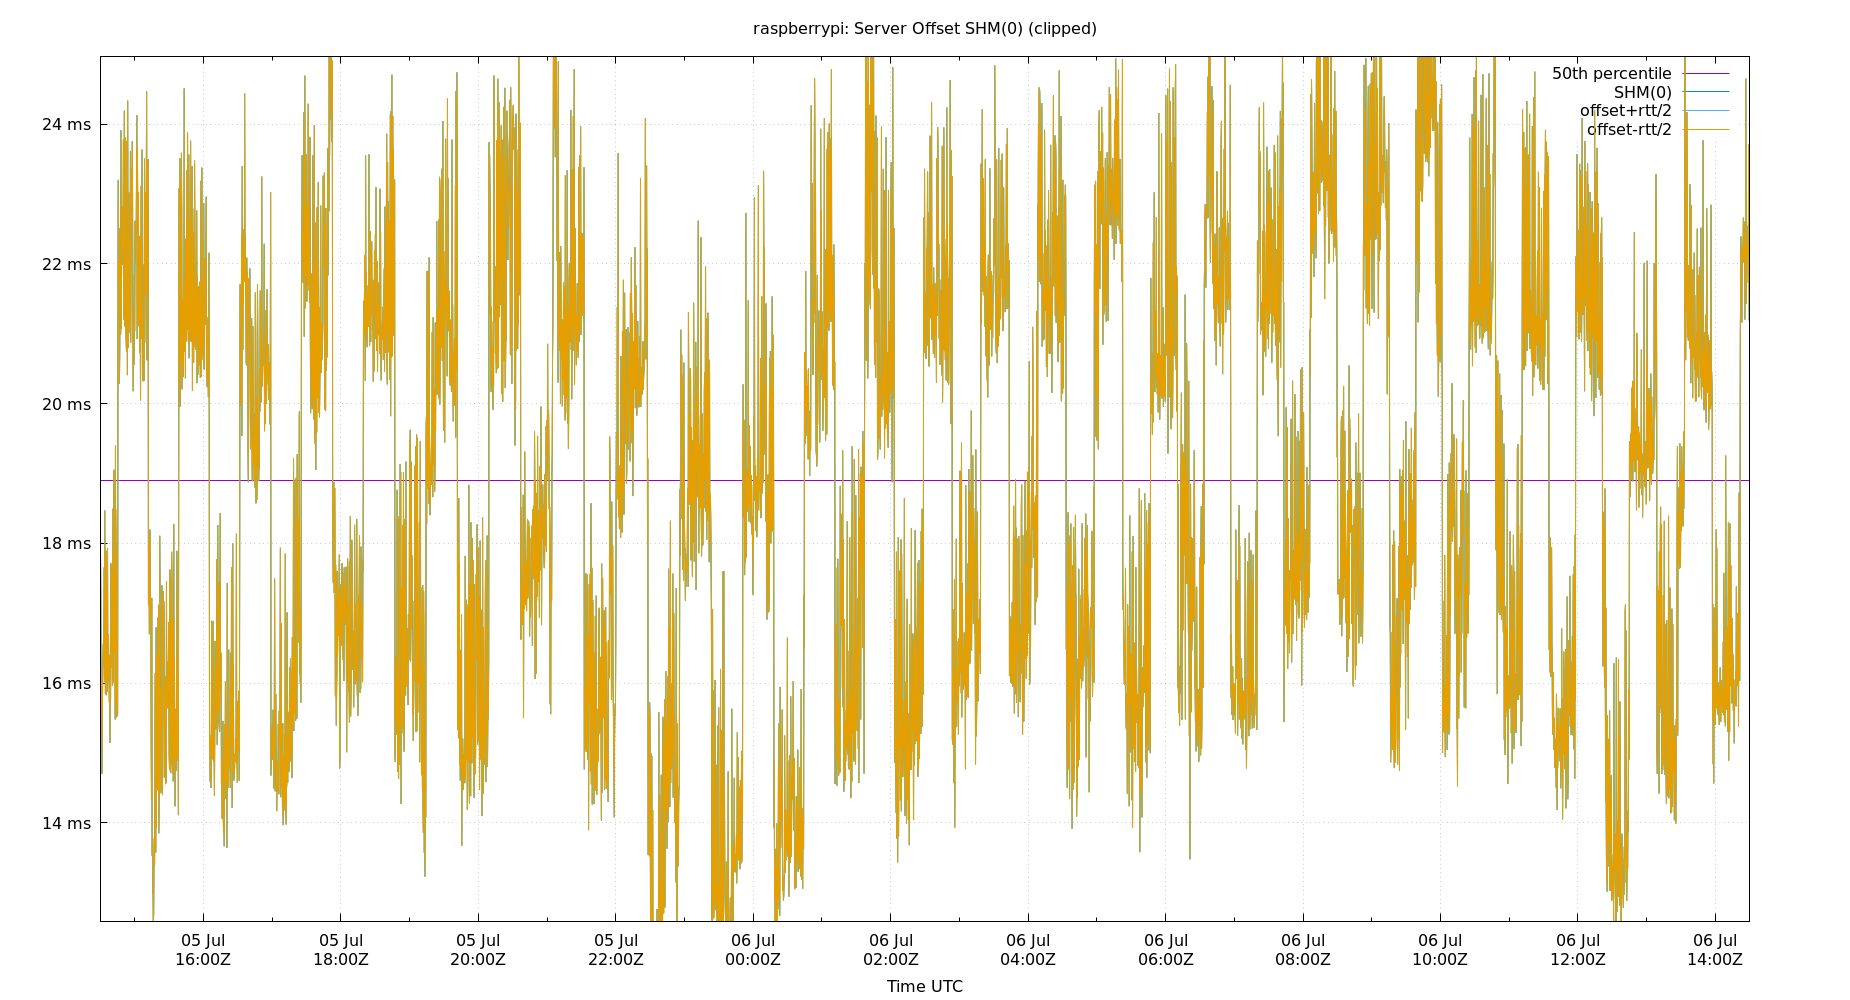 raspberrypi: Server Offset SHM(0) (clipped)
50th percentile
SHM(0)
offset+rtt/2
offset-rtt/2
24 ms
22 ms
20 ms
18 ms
16 ms
14 ms
05 Jul 05 Jul 05 Jul 05 Jul 06 Jul 06 Jul 06 Jul 06 Jul 06 Jul 06 Jul 06 Jul 06 Jul
16:00Z 18:00Z 20:00Z 22:00Z 00:00Z 02:00Z 04:00Z 06:00Z 08:00Z 10:00Z 12:00Z 14:00Z
Time UTC